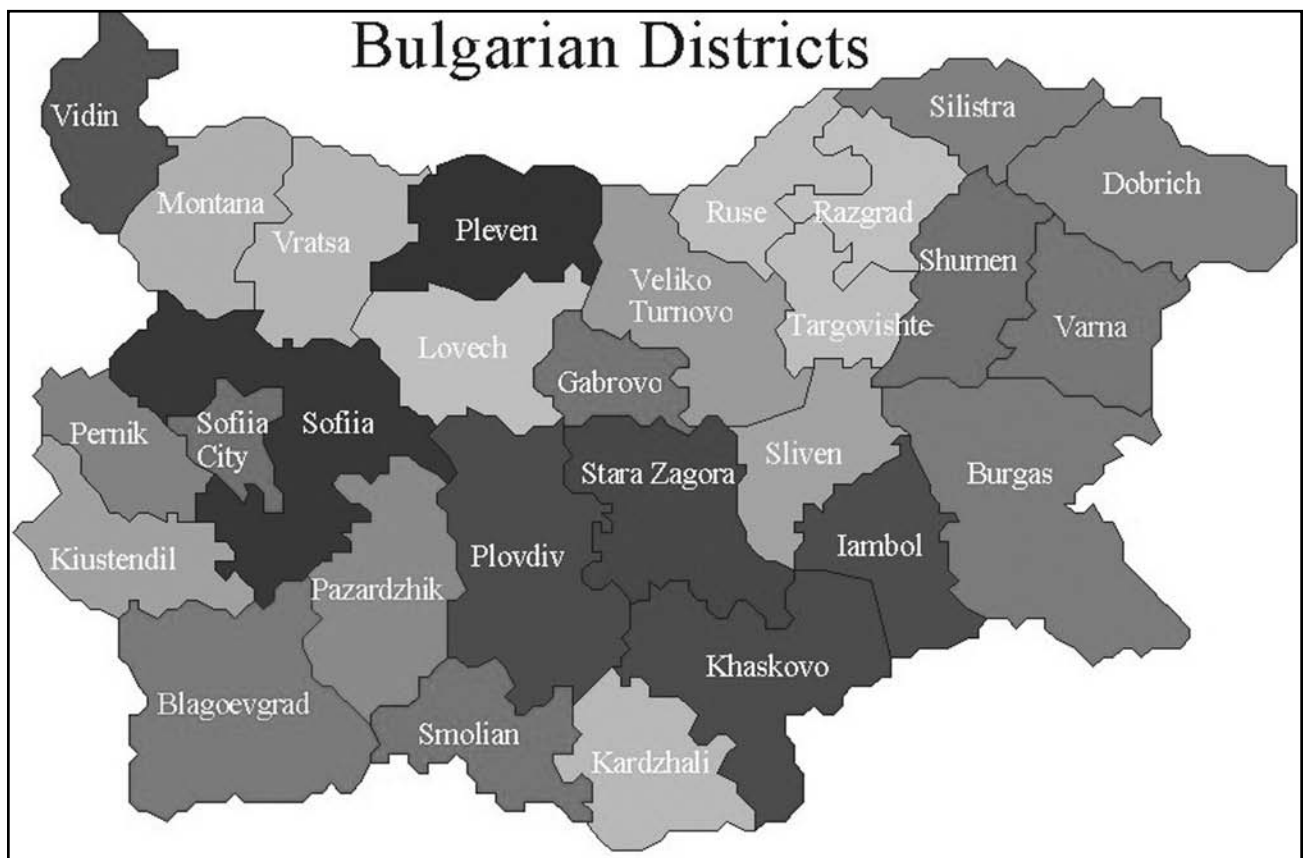 Bulgarian Districts
Vidin
Silistra
Dobrich
Montana
Vratsa
Pleven
Ruse
Razgrad
Shumen
Veliko
Turnovo
Targovishte
Varna
Lovech
Gabrovo
Pernik
Sofiia
City
Sofiia
Stara Zagora
Sliven
Burgas
Kiustendil
Pazardzhik
Plovdiv
Iambol
Blagoevgrad
Smolian
Khaskovo
Kardzhali